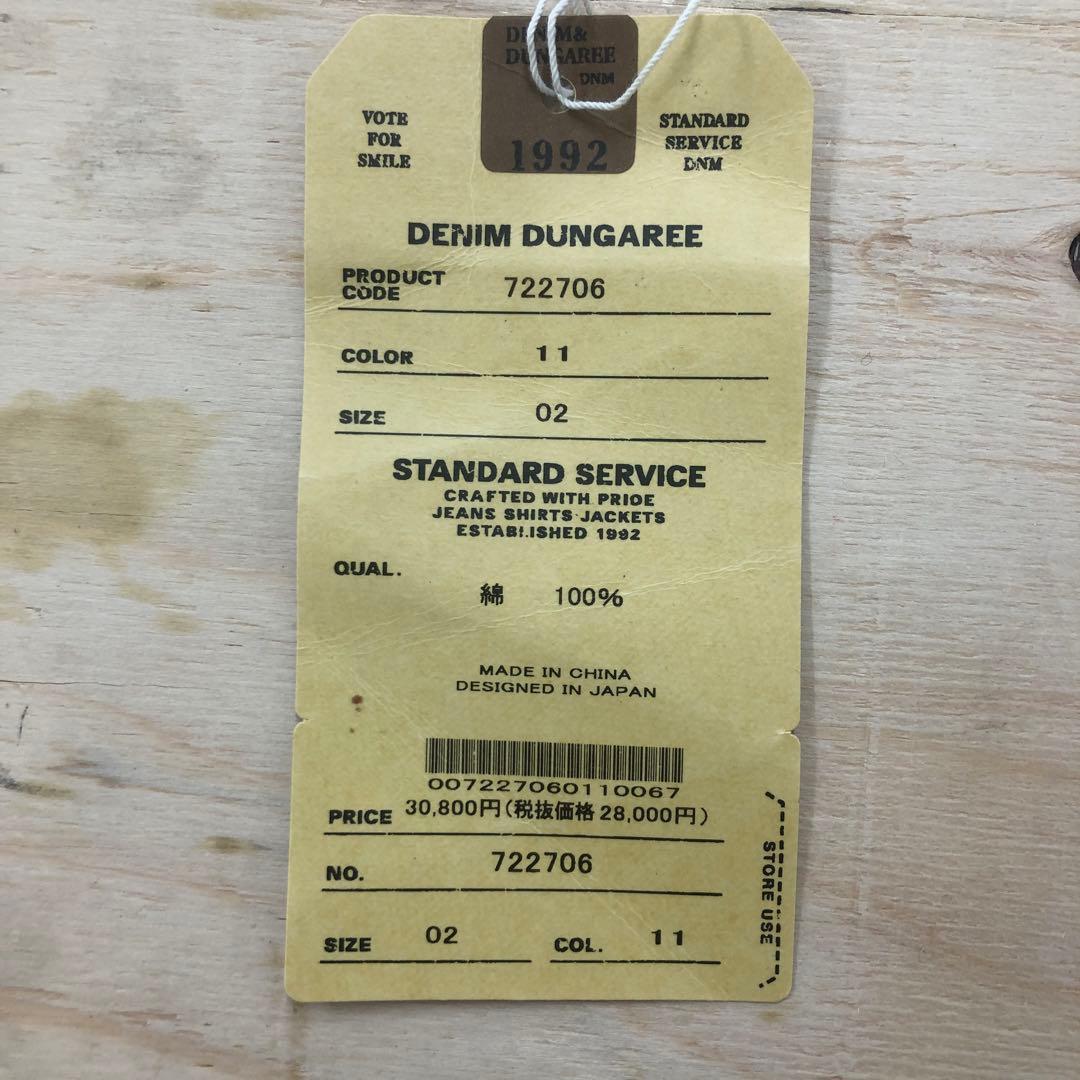 DENIM&
DUNGAREE
DNM
1992
VOTE
FOR
SMILE
STANDARD
SERVICE
DNM
DENIM DUNGAREE
PRODUCT
CODE 722706
COLOR 11
SIZE 02
STANDARD SERVICE
CRAFTED WITH PRIDE
JEANS SHIRTS JACKETS
ESTABLISHED 1992
QUAL.
綿 100%
MADE IN CHINA
DESIGNED IN JAPAN
007227060110067
PRICE 30,800円(税抜価格 28,000円)
NO. 722706
SIZE 02 COL. 11
STORE USE